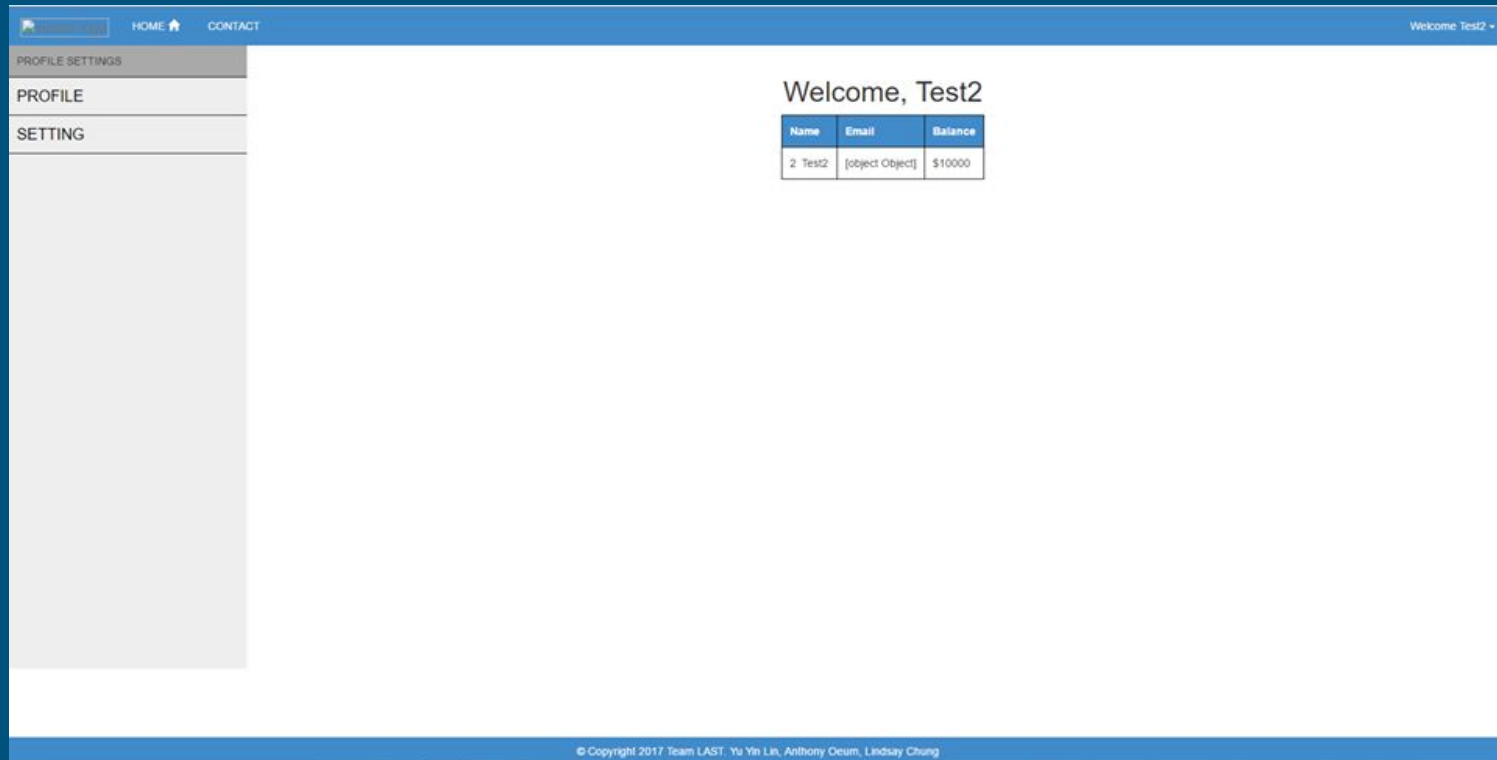 HOME CONTACT Welcome Test2
PROFILE SETTINGS
PROFILE
SETTING
Welcome, Test2
Name Email Balance
2 Test2 [object Object] $10000
© Copyright 2017 Team LAST. Yu Yin Lin, Anthony Oeum, Lindsay Chung